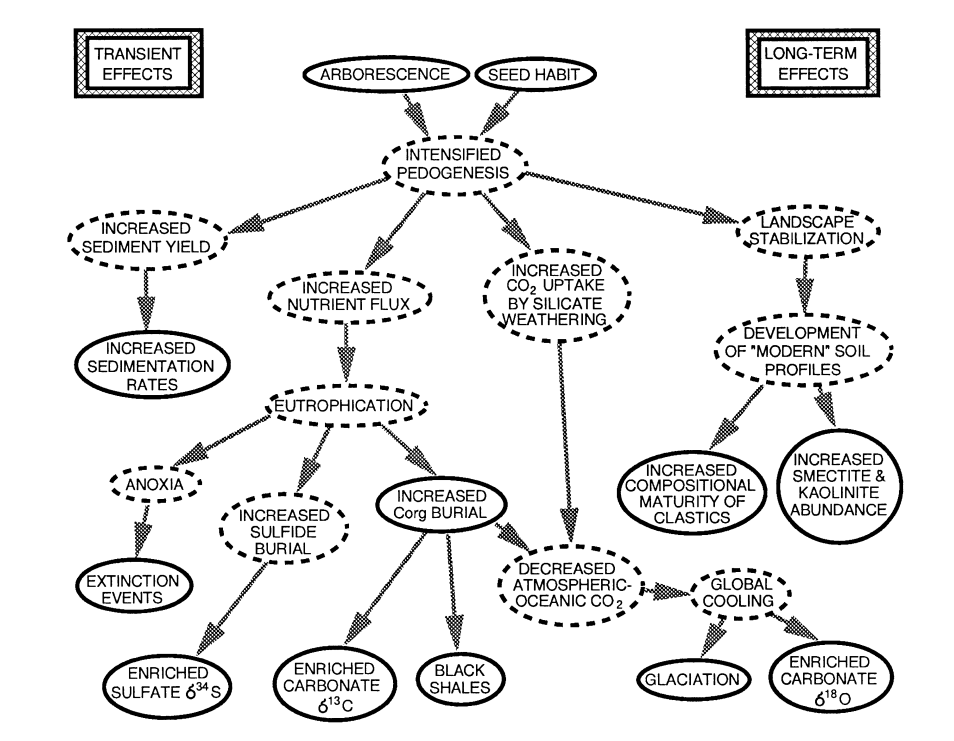 TRANSIENT
EFFECTS
LONG-TERM
EFFECTS
ARBORESCENCE
SEED HABIT
INTENSIFIED
PEDOGENESIS
INCREASED
SEDIMENT YIELD
LANDSCAPE
STABILIZATION
INCREASED
NUTRIENT FLUX
INCREASED
CO₂ UPTAKE
BY SILICATE
WEATHERING
INCREASED
SEDIMENTATION
RATES
DEVELOPMENT
OF "MODERN" SOIL
PROFILES
EUTROPHICATION
ANOXIA
INCREASED
SULFIDE
BURIAL
INCREASED
Corg BURIAL
INCREASED
COMPOSITIONAL
MATURITY OF
CLASTICS
INCREASED
SMECTITE &
KAOLINITE
ABUNDANCE
EXTINCTION
EVENTS
DECREASED
ATMOSPHERIC-
OCEANIC CO₂
GLOBAL
COOLING
ENRICHED
SULFATE δ³⁴S
ENRICHED
CARBONATE
δ¹³C
BLACK
SHALES
GLACIATION
ENRICHED
CARBONATE
δ¹⁸O